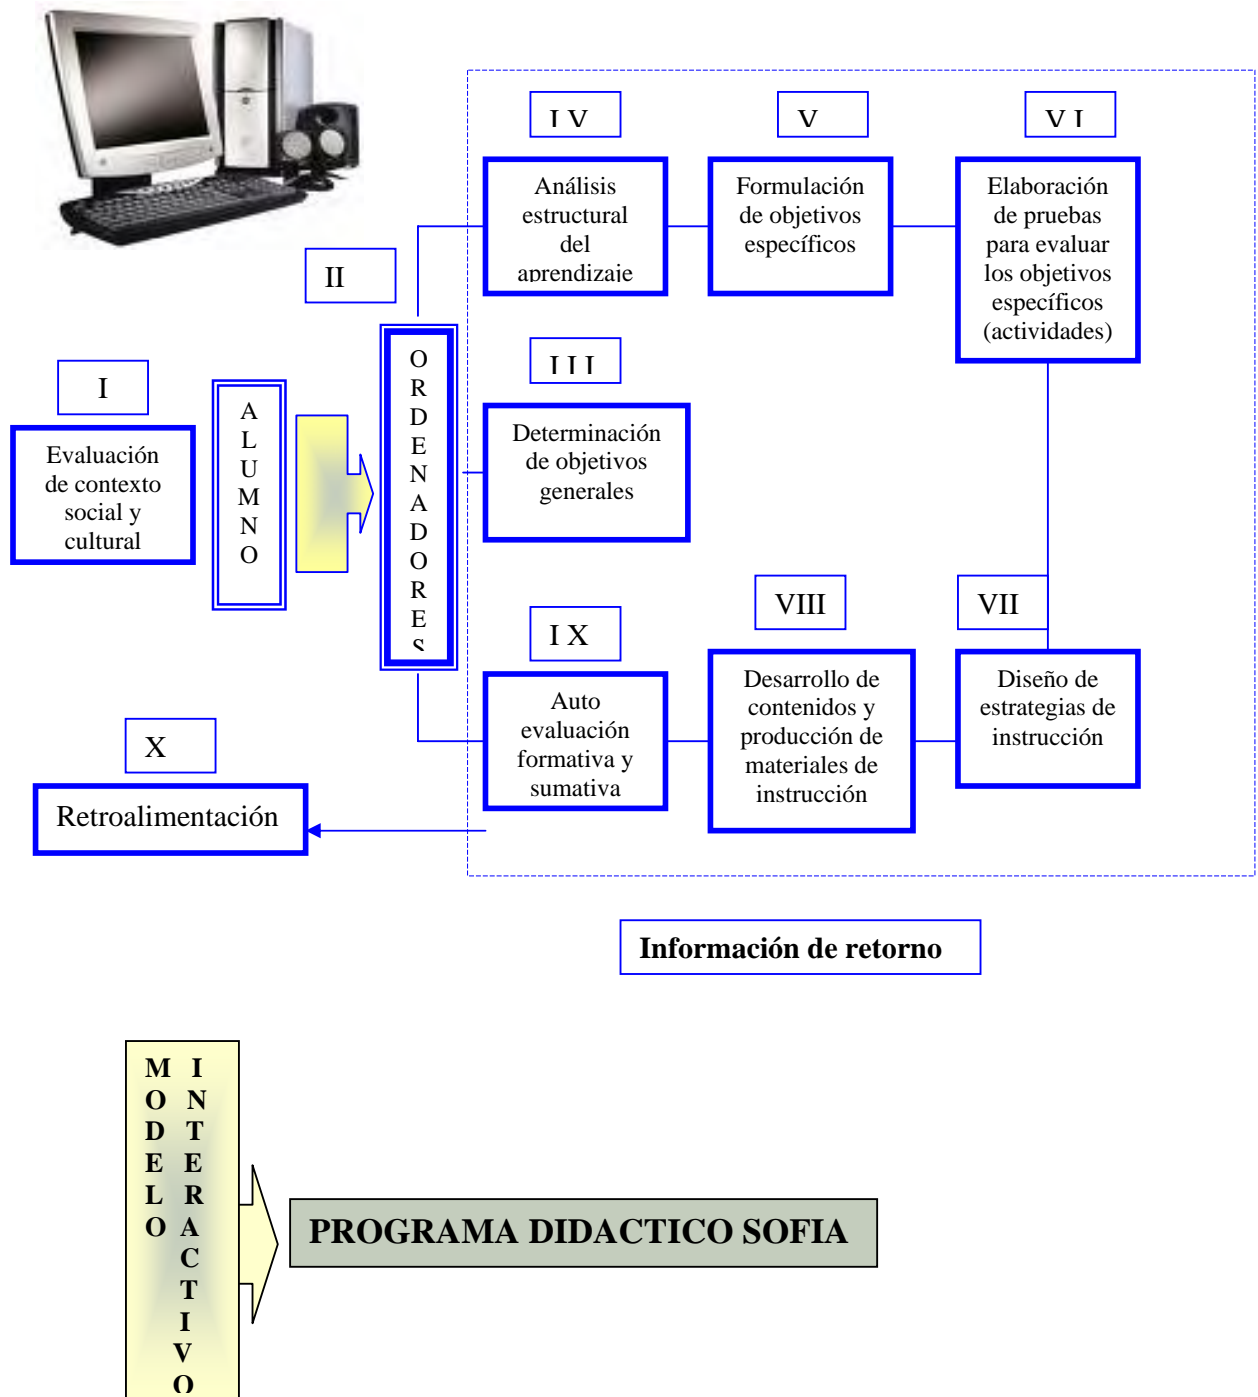 I V
V
V I
Análisis
estructural
del
aprendizaje
Formulación
de objetivos
específicos
Elaboración
de pruebas
para evaluar
los objetivos
específicos
(actividades)
II
I
Evaluación
de contexto
social y
cultural
A
L
U
M
N
O
O
R
D
E
N
A
D
O
R
E
S
I I I
Determinación
de objetivos
generales
I X
VIII
VII
Auto
evaluación
formativa y
sumativa
Desarrollo de
contenidos y
producción de
materiales de
instrucción
Diseño de
estrategias de
instrucción
X
Retroalimentación
Información de retorno
M I
O N
D T
E E
L R
O A
C
T
I
V
O
PROGRAMA DIDACTICO SOFIA